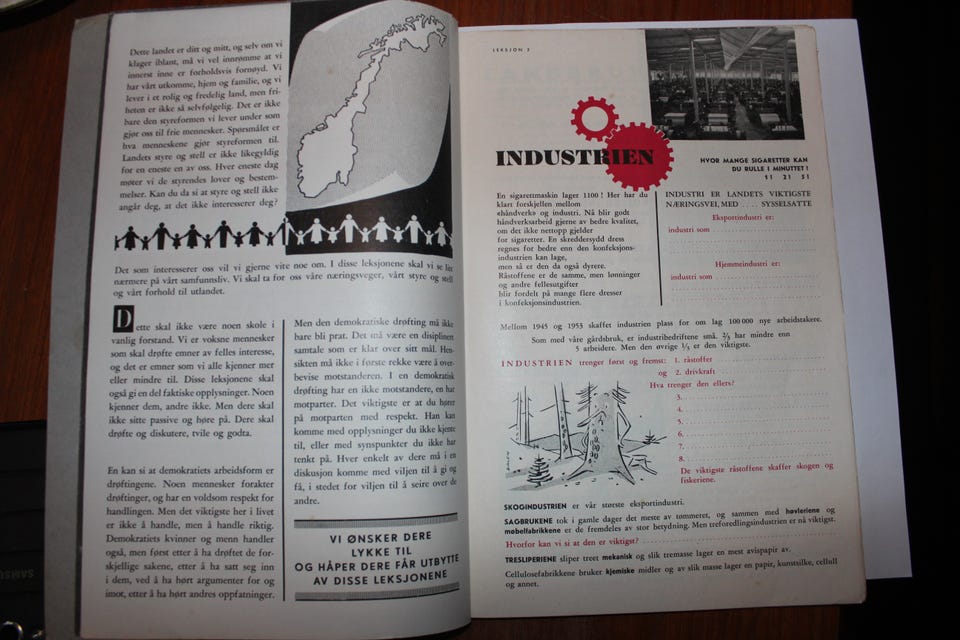 Dette landet er ditt og mitt, og selv om vi
klager iblant, må vi vel innrømme at vi
innerst inne er forholdsvis fornøyd. Vi
har vårt utkomme, hjem og familie, og vi
lever i et rolig og fredelig land, men fri-
heten er ikke så selvfølgelig. Det er ikke
bare den styreformen vi lever under som
gjør oss til frie mennesker. Spørsmålet er
hva menneskene gjør styreformen til.
Landets styre og stell er ikke likegyldig
for en eneste en av oss. Hver eneste dag
møter vi de styrendes lover og bestem-
melser. Kan du da si at styre og stell ikke
angår deg, at det ikke interesserer deg?
Det som interesserer oss vil vi gjerne vite noe om. I disse leksjonene skal vi se litt
nærmere på vårt samfunnsliv. Vi skal ta for oss våre næringsveger, vårt styre og stell
og vårt forhold til utlandet.
Dette skal ikke være noen skole i
vanlig forstand. Vi er voksne mennesker
som skal drøfte emner av felles interesse,
og det er emner som vi alle kjenner mer
eller mindre til. Disse leksjonene skal
også gi en del faktiske opplysninger. Noen
kjenner dem, andre ikke. Men dere skal
ikke sitte passive og høre på. Dere skal
drøfte og diskutere, tvile og godta.
En kan si at demokratiets arbeidsform er
drøftingene. Noen mennesker forakter
drøftinger, og har en voldsom respekt for
handlingen. Men det viktigste her i livet
er ikke å handle, men å handle riktig.
Demokratiets kvinner og menn handler
også, men først etter å ha drøftet de for-
skjellige sakene, etter å ha satt seg inn
i dem, ved å ha hørt argumenter for og
imot, etter å ha hørt andres oppfatninger.
Men den demokratiske drøfting må ikke
bare bli prat. Det må være en disiplinert
samtale som er klar over sitt mål. Hen-
sikten må ikke i første rekke være å over-
bevise motstanderen. I en demokratisk
drøfting har en ikke motstandere, en har
motparter. Det viktigste er at du hører
på motparten med respekt. Han kan
komme med opplysninger du ikke kjente
til, eller med synspunkter du ikke har
tenkt på. Hver enkelt av dere må i en
diskusjon komme med viljen til å gi og
få, i stedet for viljen til å seire over de
andre.
VI ØNSKER DERE
LYKKE TIL
OG HÅPER DERE FÅR UTBYTTE
AV DISSE LEKSJONENE
LEKSJON 2
INDUSTRIEN
HVOR MANGE SIGARETTER KAN
DU RULLE I MINUTTET?
1? 2? 5?
En sigarettmaskin lager 1100! Her har du
klart forskjellen mellom
«håndverk» og industri. Nå blir godt
håndverksarbeid gjerne av bedre kvalitet,
om det ikke nettopp gjelder
for sigaretter. En skreddersydd dress
regnes for bedre enn den konfeksjons-
industrien kan lage,
men så er den da også dyrere.
Råstoffene er de samme, men lønninger
og andre fellesutgifter
blir fordelt på mange flere dresser
i konfeksjonsindustrien.
INDUSTRI ER LANDETS VIKTIGSTE
NÆRINGSVEI, MED .... SYSSELSATTE
Eksportindustri er:
industri som
Hjemmeindustri er:
industri som
Mellom 1945 og 1953 skaffet industrien plass for om lag 100 000 nye arbeidstakere.
Som med våre gårdsbruk, er industribedriftene små. 2/3 har mindre enn
5 arbeidere. Men den øvrige 1/3 er den viktigste.
INDUSTRIEN trenger først og fremst: 1. råstoffer
og 2. drivkraft
Hva trenger den ellers?
3.
4.
5.
6.
7.
8.
De viktigste råstoffene skaffer skogen og
fiskeriene.
SKOGINDUSTRIEN er vår største eksportindustri.
SAGBRUKENE tok i gamle dager det meste av tømmeret, og sammen med høvleriene og
møbelfabrikkene er de fremdeles av stor betydning. Men treforedlingsindustrien er nå viktigst.
Hvorfor kan vi si at den er viktigst?
TRESLIPERIENE sliper treet mekanisk og slik tremasse lager en mest avispapir av.
Cellulosefabrikkene bruker kjemiske midler og av slik masse lager en papir, kunstsilke, cellull
og annet.
SAMSU